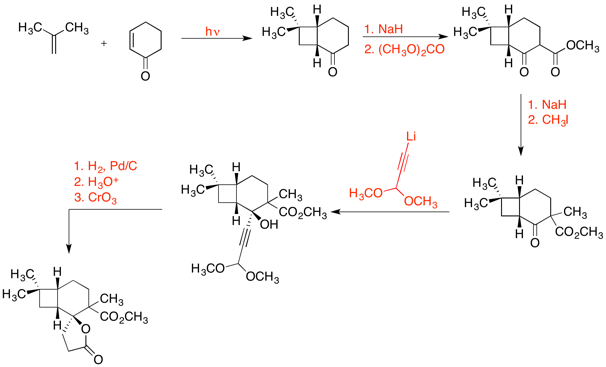 H₃C CH₃
+
O
hν
H₃C H
H₃C
H
O
1. NaH
2. (CH₃O)₂CO
H₃C H
H₃C
H
O O
OCH₃
1. NaH
2. CH₃I
H₃C H
H₃C
H CH₃
O CO₂CH₃
Li
H₃CO
OCH₃
H₃C H
H₃C
CH₃
H CO₂CH₃
OH
H₃CO
OCH₃
1. H₂, Pd/C
2. H₃O⁺
3. CrO₃
H₃C H
H₃C
CH₃
CO₂CH₃
H O
O